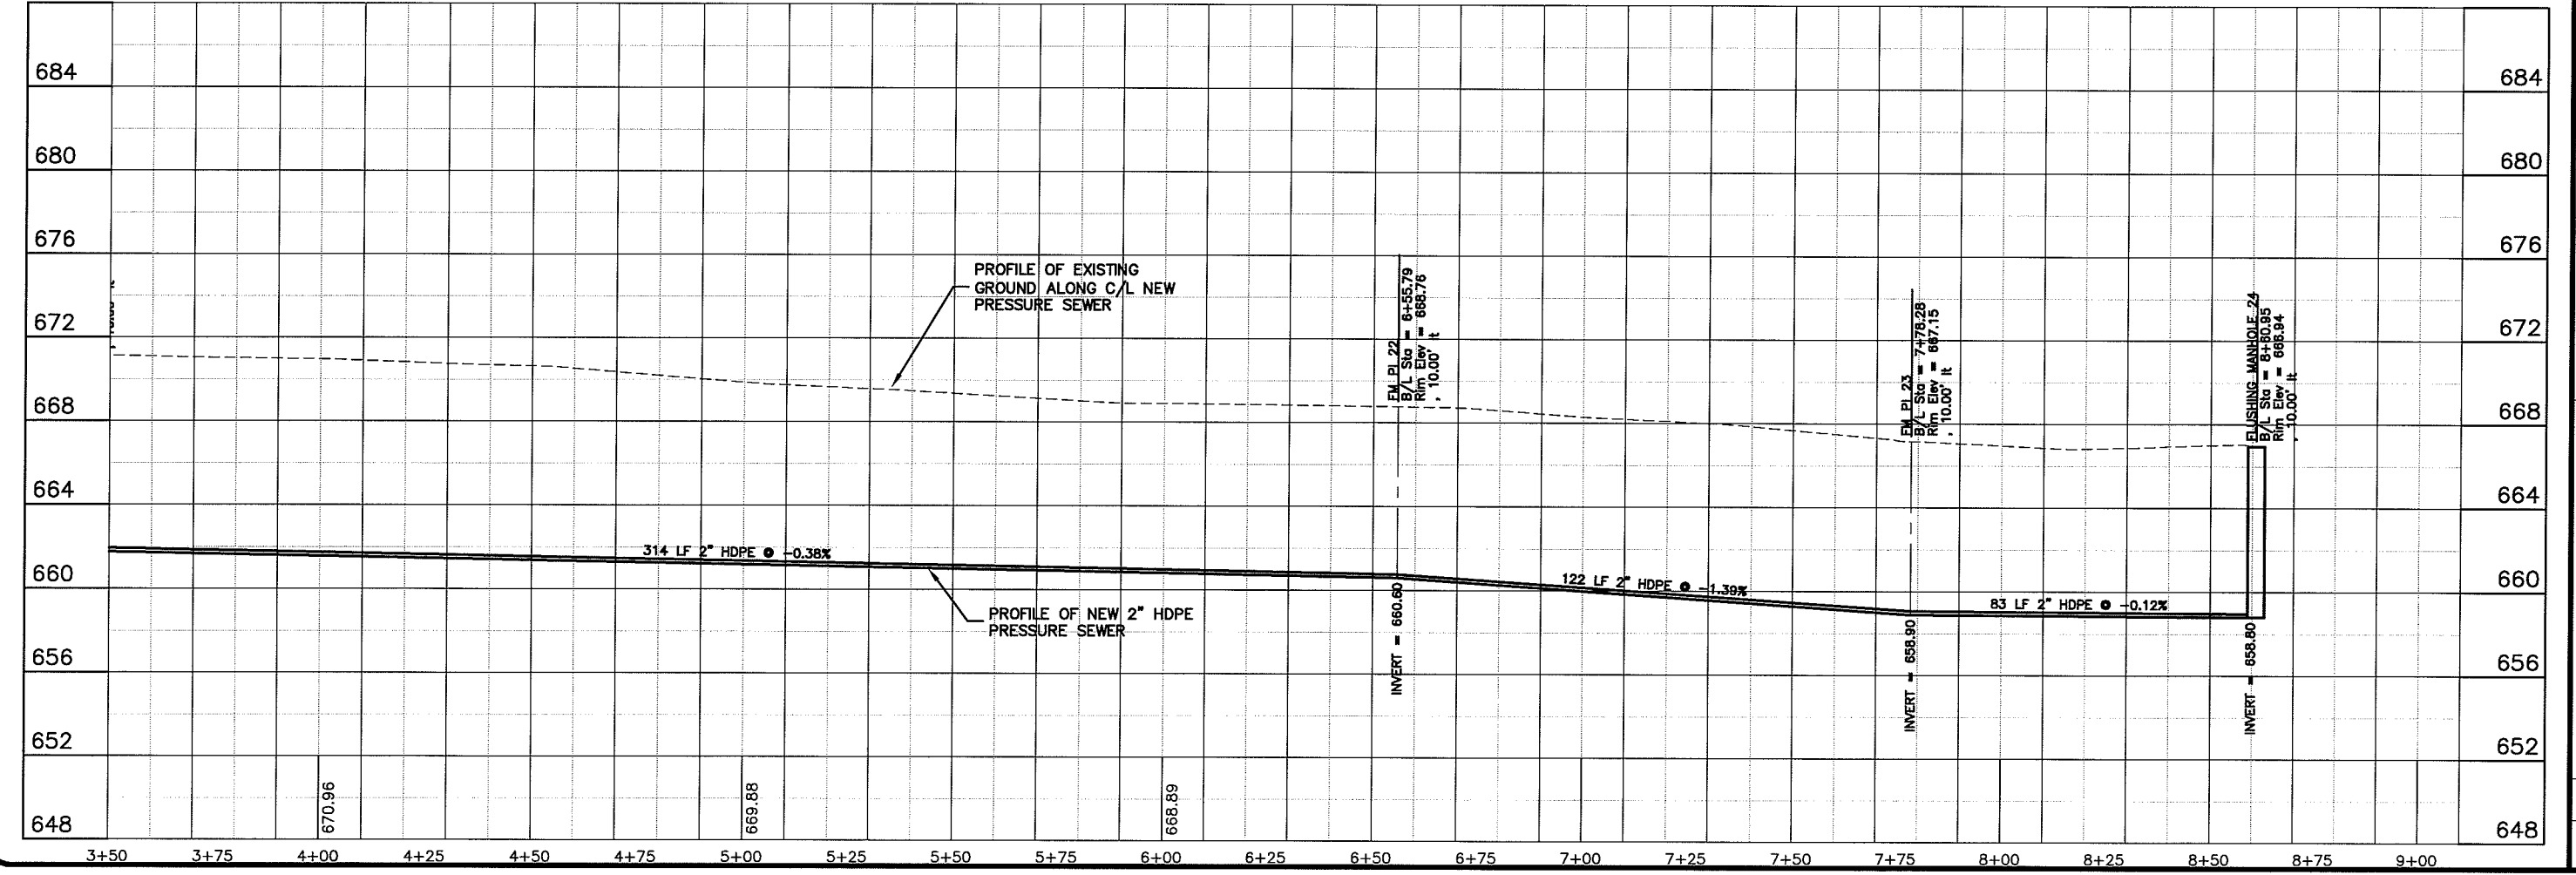 684
684
680
680
676
676
672
672
668
668
664
664
660
660
656
656
652
652
648
648
PROFILE OF EXISTING
GROUND ALONG C/L NEW
PRESSURE SEWER
FM PI 22
B/L Sta = 6+55.79
Rim Elev = 668.76
, 10.00' lt
FM PI 23
B/L Sta = 7+78.28
Rim Elev = 667.15
, 10.00' lt
FLUSHING MANHOLE 24
B/L Sta = 8+60.95
Rim Elev = 668.94
, 10.00' lt
314 LF 2" HDPE @ -0.38%
122 LF 2" HDPE @ -1.39%
83 LF 2" HDPE @ -0.12%
PROFILE OF NEW 2" HDPE
PRESSURE SEWER
INVERT = 660.60
INVERT = 658.90
INVERT = 658.80
670.96
669.88
668.89
3+50 3+75 4+00 4+25 4+50 4+75 5+00 5+25 5+50 5+75 6+00 6+25 6+50 6+75 7+00 7+25 7+50 7+75 8+00 8+25 8+50 8+75 9+00